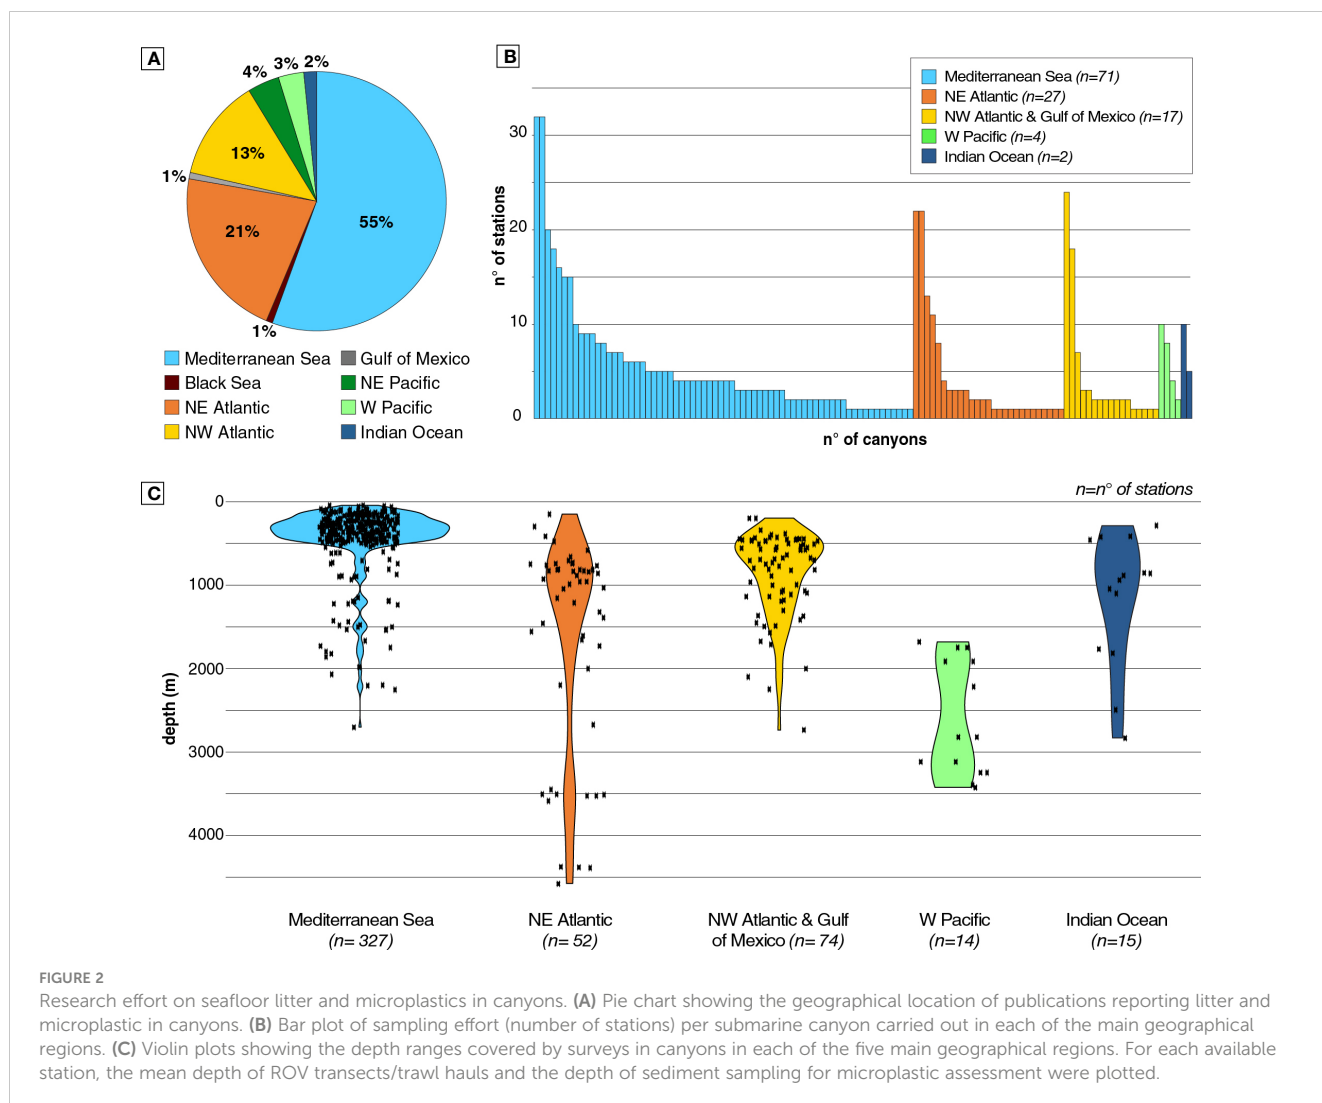 A
4%
3%
2%
13%
1%
55%
21%
1%
Mediterranean Sea
Black Sea
NE Atlantic
NW Atlantic
Gulf of Mexico
NE Pacific
W Pacific
Indian Ocean
B
Mediterranean Sea (n=71)
NE Atlantic (n=27)
NW Atlantic & Gulf of Mexico (n=17)
W Pacific (n=4)
Indian Ocean (n=2)
30
20
10
0
n° of stations
n° of canyons
C
n=n° of stations
0
1000
2000
3000
4000
depth (m)
Mediterranean Sea
(n= 327)
NE Atlantic
(n= 52)
NW Atlantic & Gulf
of Mexico (n= 74)
W Pacific
(n=14)
Indian Ocean
(n=15)
FIGURE 2
Research effort on seafloor litter and microplastics in canyons. (A) Pie chart showing the geographical location of publications reporting litter and
microplastic in canyons. (B) Bar plot of sampling effort (number of stations) per submarine canyon carried out in each of the main geographical
regions. (C) Violin plots showing the depth ranges covered by surveys in canyons in each of the five main geographical regions. For each available
station, the mean depth of ROV transects/trawl hauls and the depth of sediment sampling for microplastic assessment were plotted.